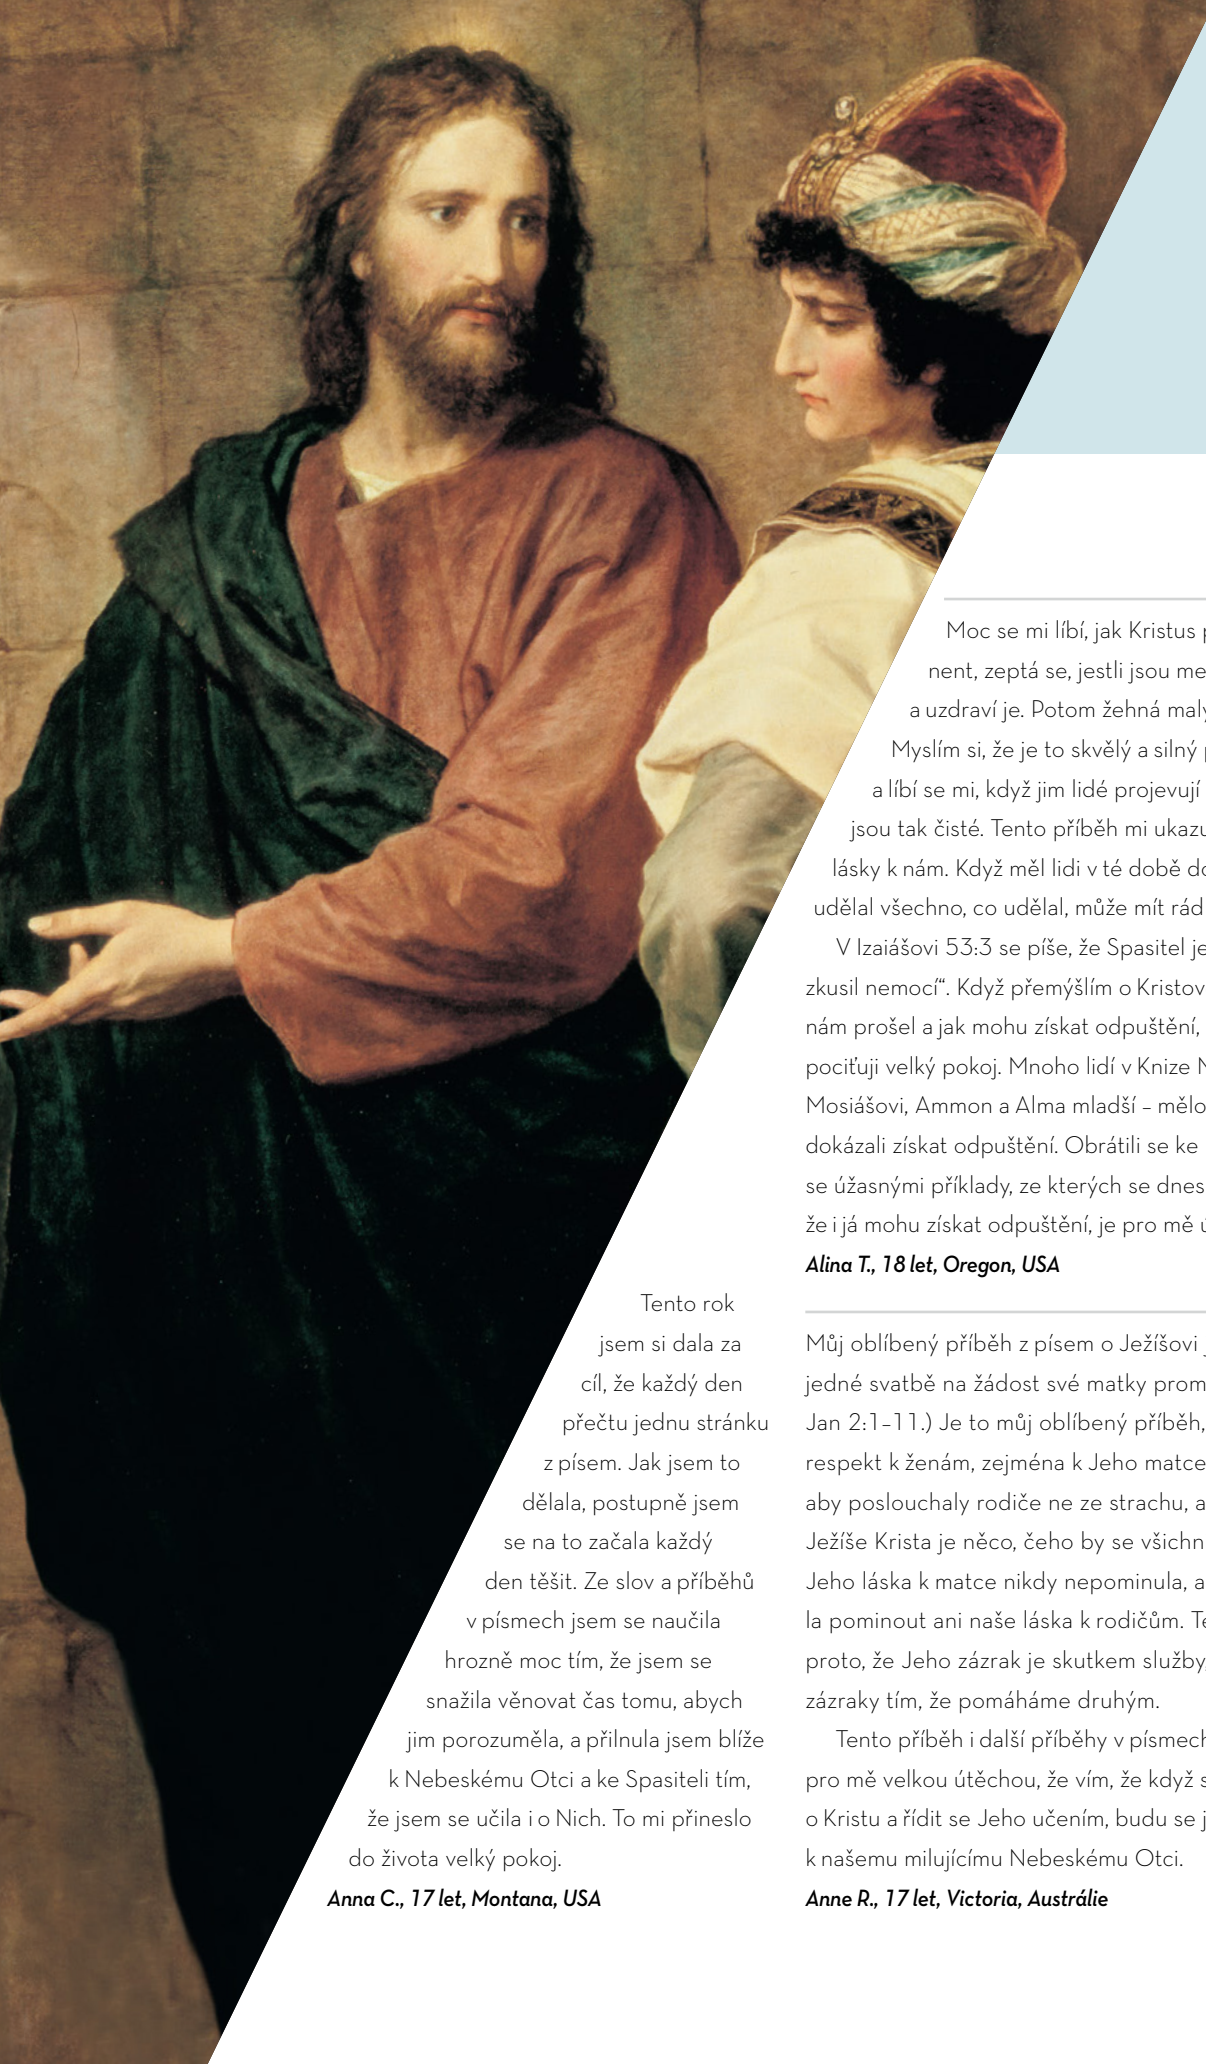 Moc se mi líbí, jak Kristus
nent, zeptá se, jestli jsou
a uzdraví je. Potom žehná
Myslím si, že je to skvělý a silný
a líbí se mi, když jim lidé projevují
jsou tak čisté. Tento příběh mi
lásky k nám. Když měl lidi v té době
udělal všechno, co udělal, může mít rád
V Izaiášovi 53:3 se píše, že Spasitel
zkusil nemocí“. Když přemýšlím o
nám prošel a jak mohu získat odpuštění,
pociťuji velký pokoj. Mnoho lidí v Knize
Mosiášovi, Ammon a Alma mladší – mělo
dokázali získat odpuštění. Obrátili se ke
se úžasnými příklady, ze kterých se dnes
že i já mohu získat odpuštění, je pro mě
Alina T., 18 let, Oregon, USA
Tento rok
jsem si dala za
cíl, že každý den
přečtu jednu stránku
z písem. Jak jsem to
dělala, postupně jsem
se na to začala každý
den těšit. Ze slov a příběhů
v písmech jsem se naučila
hrozně moc tím, že jsem se
snažila věnovat čas tomu, abych
jim porozuměla, a přilnula jsem blíže
k Nebeskému Otci a ke Spasiteli tím,
že jsem se učila i o Nich. To mi přineslo
do života velký pokoj.
Anna C., 17 let, Montana, USA
Můj oblíbený příběh z písem o Ježíšovi
jedné svatbě na žádost své matky
Jan 2:1–11.) Je to můj oblíbený příběh,
respekt k ženám, zejména k Jeho matce
aby poslouchaly rodiče ne ze strachu, a
Ježíše Krista je něco, čeho by se
Jeho láska k matce nikdy nepominula, a
la pominout ani naše láska k rodičům.
proto, že Jeho zázrak je skutkem služby,
zázraky tím, že pomáháme druhým.
Tento příběh i další příběhy v písmech
pro mě velkou útěchou, že vím, že když
o Kristu a řídit se Jeho učením, budu se
k našemu milujícímu Nebeskému Otci.
Anne R., 17 let, Victoria, Austrálie